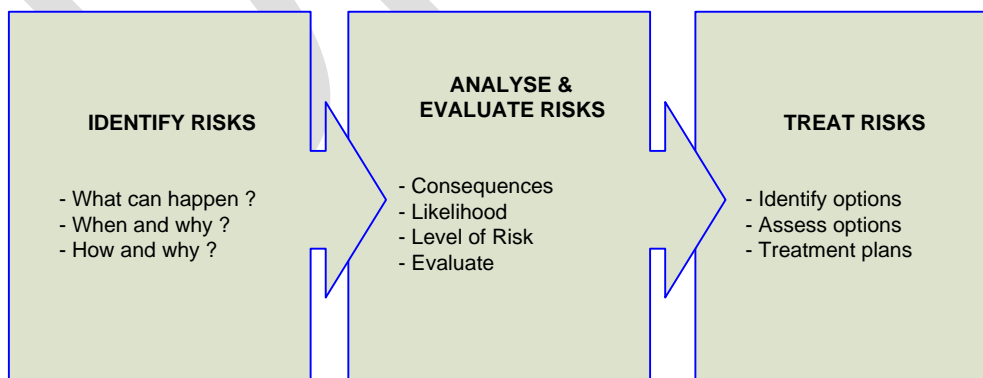 IDENTIFY RISKS
- What can happen ?
- When and why ?
- How and why ?
ANALYSE &
EVALUATE RISKS
- Consequences
- Likelihood
- Level of Risk
- Evaluate
TREAT RISKS
- Identify options
- Assess options
- Treatment plans